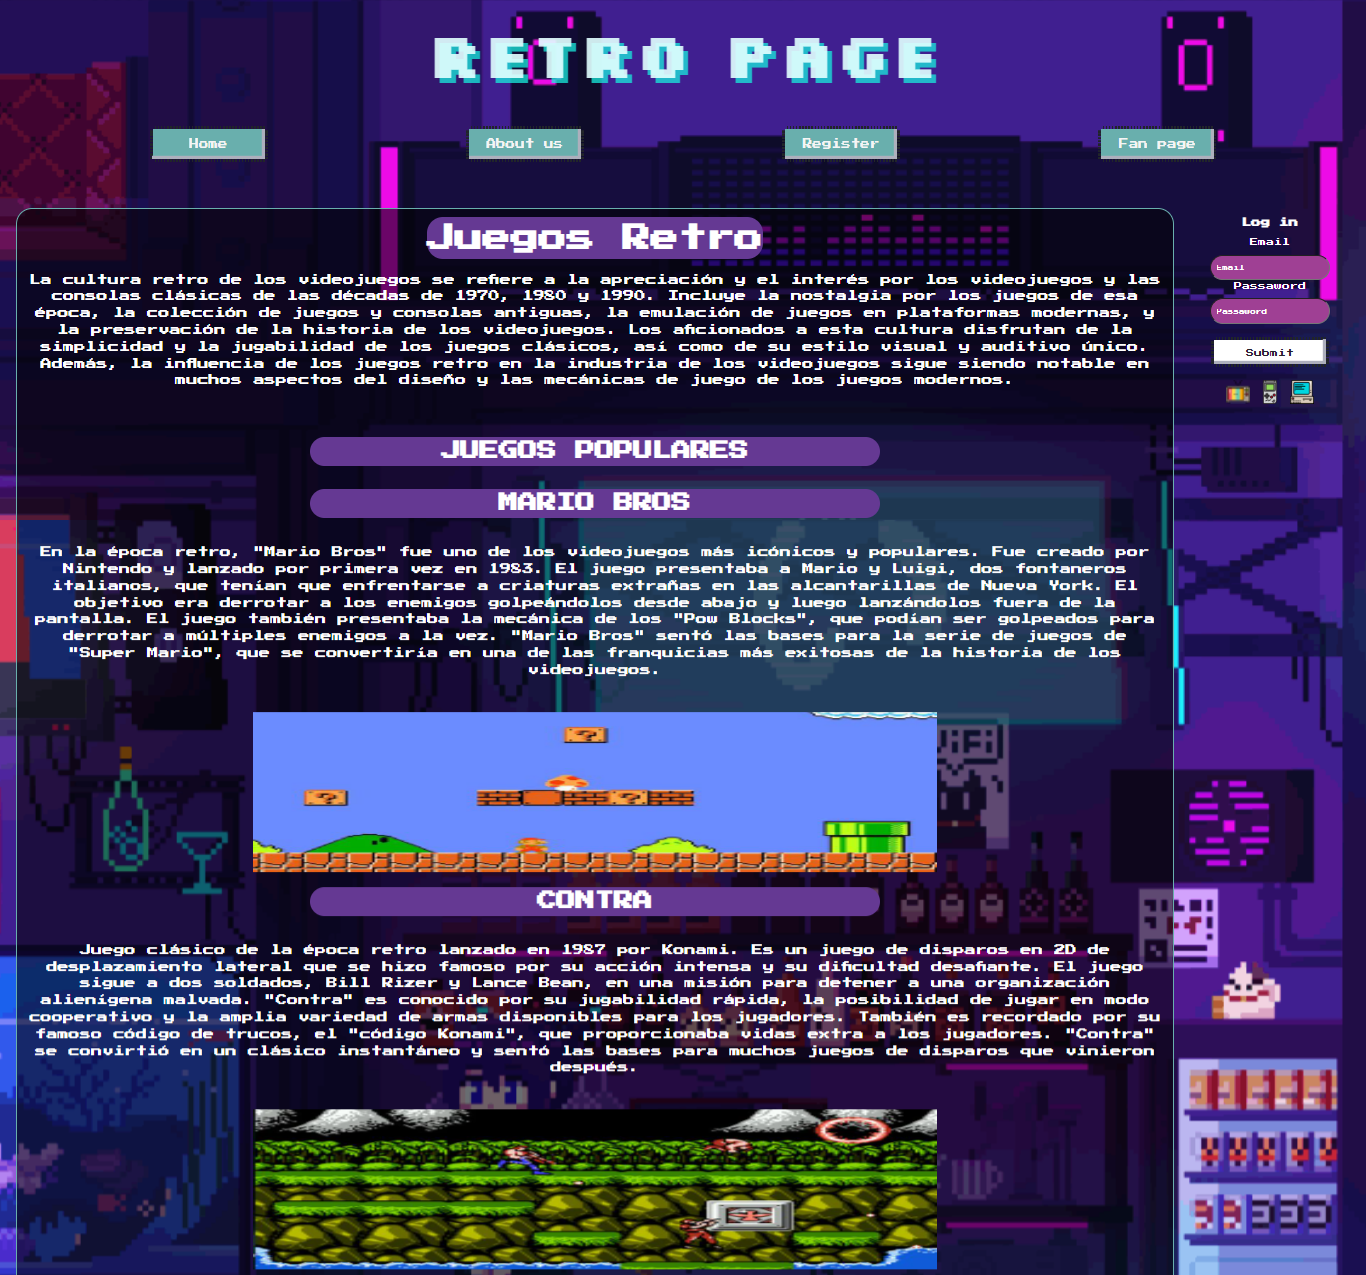 RETRO PAGE
Home
About us
Register
Fan page
Juegos Retro
La cultura retro de los videojuegos se refiere a la apreciación y el interés por los videojuegos y las
consolas clásicas de las décadas de 1970, 1980 y 1990. Incluye la nostalgia por los juegos de esa
época, la colección de juegos y consolas antiguas, la emulación de juegos en plataformas modernas, y
la preservación de la historia de los videojuegos. Los aficionados a esta cultura disfrutan de la
simplicidad y la jugabilidad de los juegos clásicos, así como de su estilo visual y auditivo único.
Además, la influencia de los juegos retro en la industria de los videojuegos sigue siendo notable en
muchos aspectos del diseño y las mecánicas de juego de los juegos modernos.
Log in
Email
Email
Password
Password
Submit
JUEGOS POPULARES
MARIO BROS
En la época retro, "Mario Bros" fue uno de los videojuegos más icónicos y populares. Fue creado por
Nintendo y lanzado por primera vez en 1983. El juego presentaba a Mario y Luigi, dos fontaneros
italianos, que tenían que enfrentarse a criaturas extrañas en las alcantarillas de Nueva York. El
objetivo era derrotar a los enemigos golpeándolos desde abajo y luego lanzándolos fuera de la
pantalla. El juego también presentaba la mecánica de los "Pow Blocks", que podían ser golpeados para
derrotar a múltiples enemigos a la vez. "Mario Bros" sentó las bases para la serie de juegos de
"Super Mario", que se convertiría en una de las franquicias más exitosas de la historia de los
videojuegos.
? 
? ?
WiFi
CONTRA
Juego clásico de la época retro lanzado en 1987 por Konami. Es un juego de disparos en 2D de
desplazamiento lateral que se hizo famoso por su acción intensa y su dificultad desafiante. El juego
sigue a dos soldados, Bill Rizer y Lance Bean, en una misión para detener a una organización
alienígena malvada. "Contra" es conocido por su jugabilidad rápida, la posibilidad de jugar en modo
cooperativo y la amplia variedad de armas disponibles para los jugadores. También es recordado por su
famoso código de trucos, el "código Konami", que proporcionaba vidas extra a los jugadores. "Contra"
se convirtió en un clásico instantáneo y sentó las bases para muchos juegos de disparos que vinieron
después.